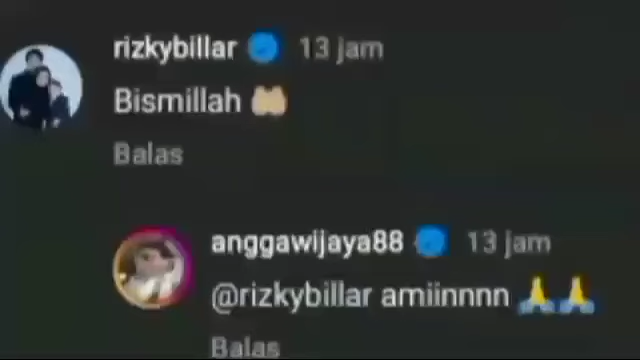 rizkybillar 13 jam
Bismillah 🤲🏼
Balas
anggawijaya88 13 jam
@rizkybillar amiinnnn 🙏🙏
Balas